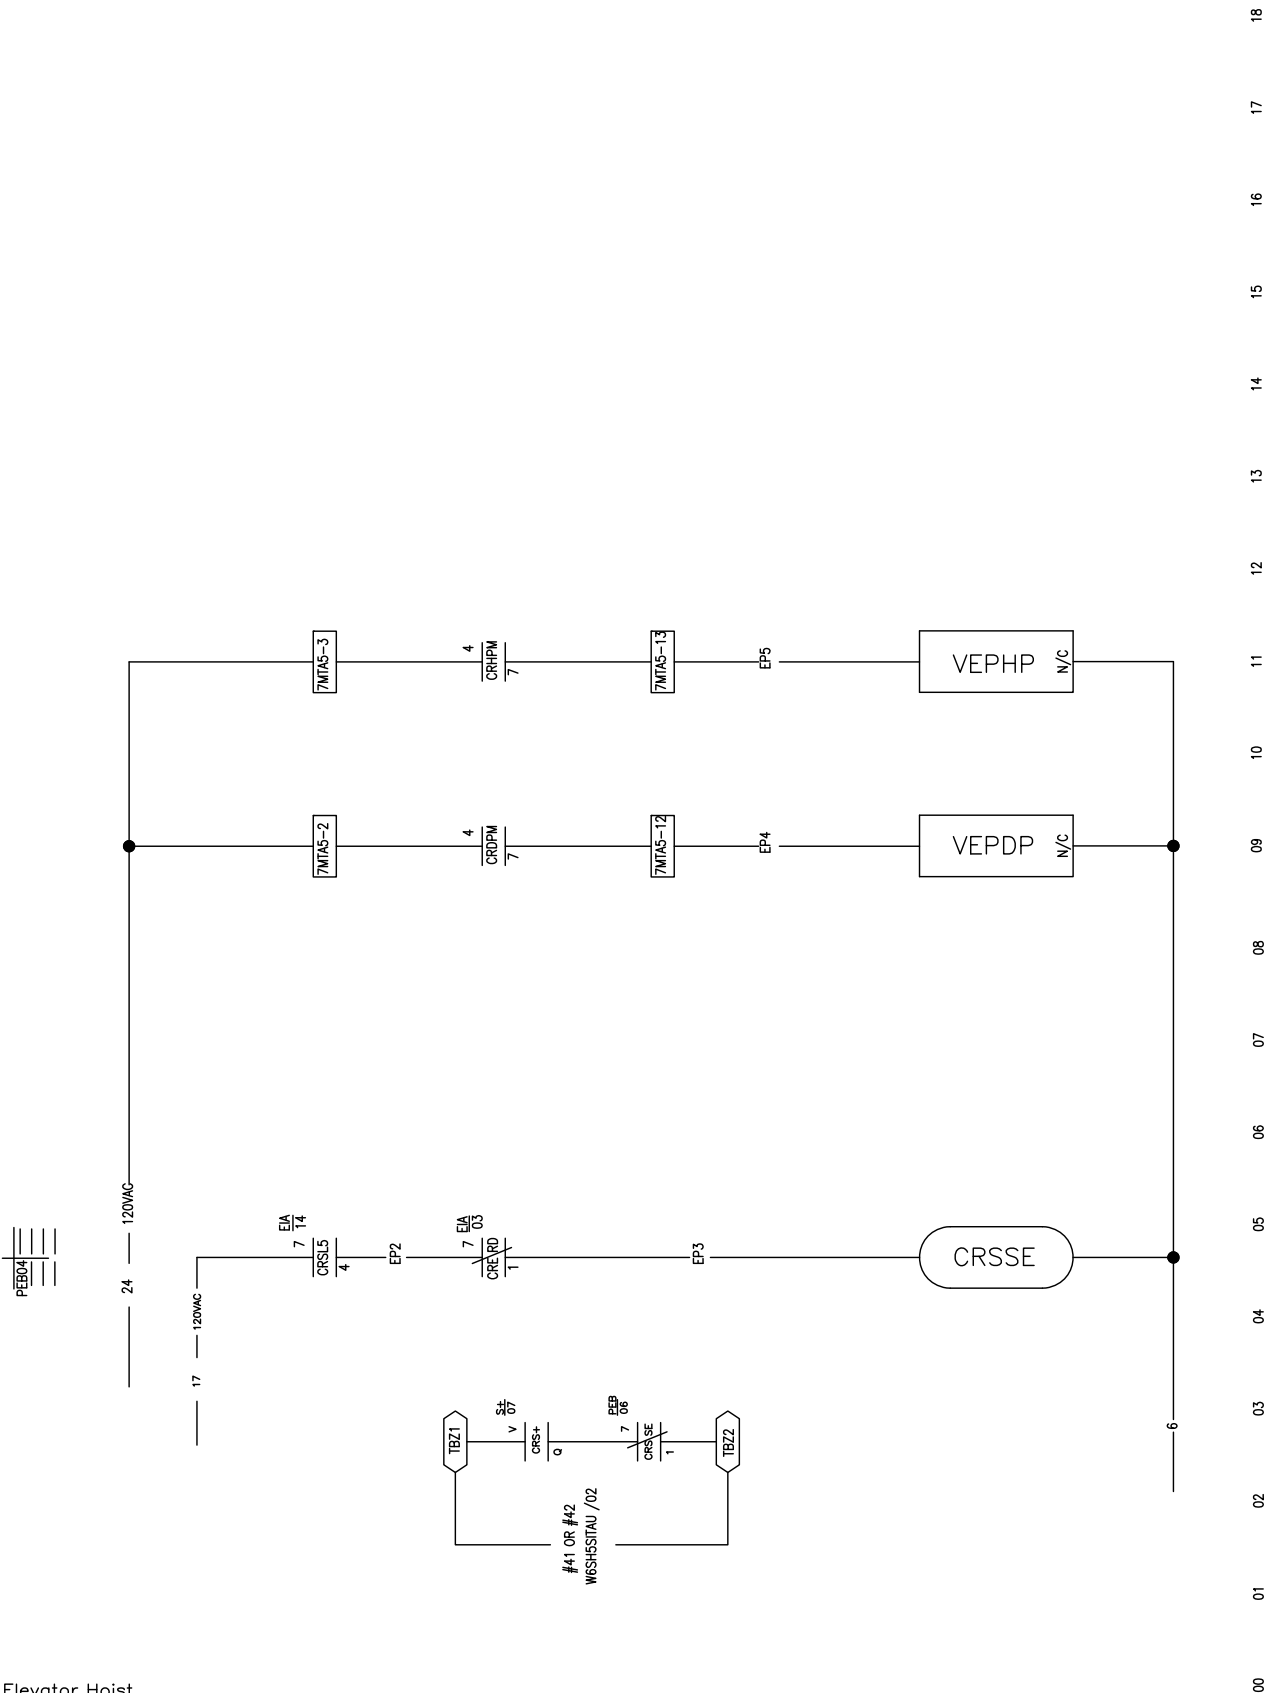 18
17
16
15
14
13
12
11
10
09
08
07
06
05
04
03
02
01
00
7MTA5-3
4
CRHPM
7
7MTA5-13
EP5
VEPHP
N/C
7MTA5-2
4
CRDPM
7
7MTA5-12
EP4
VEPDP
N/C
PEB04
24
120VAC
17
120VAC
EIA
14
7
CRSL5
4
EP2
EIA
03
7
1
EP3
CRSSE
TBZ1
S±
07
V
CRS+
Q
PEB
06
7
CRSSE
1
TBZ2
#41 OR #42
W6SH5SITAU /02
6
Elevator Hoist